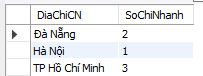 DiaChiCN SoChiNhanh
Đà Nẵng 2
Hà Nội 1
TP Hồ Chí Minh 3